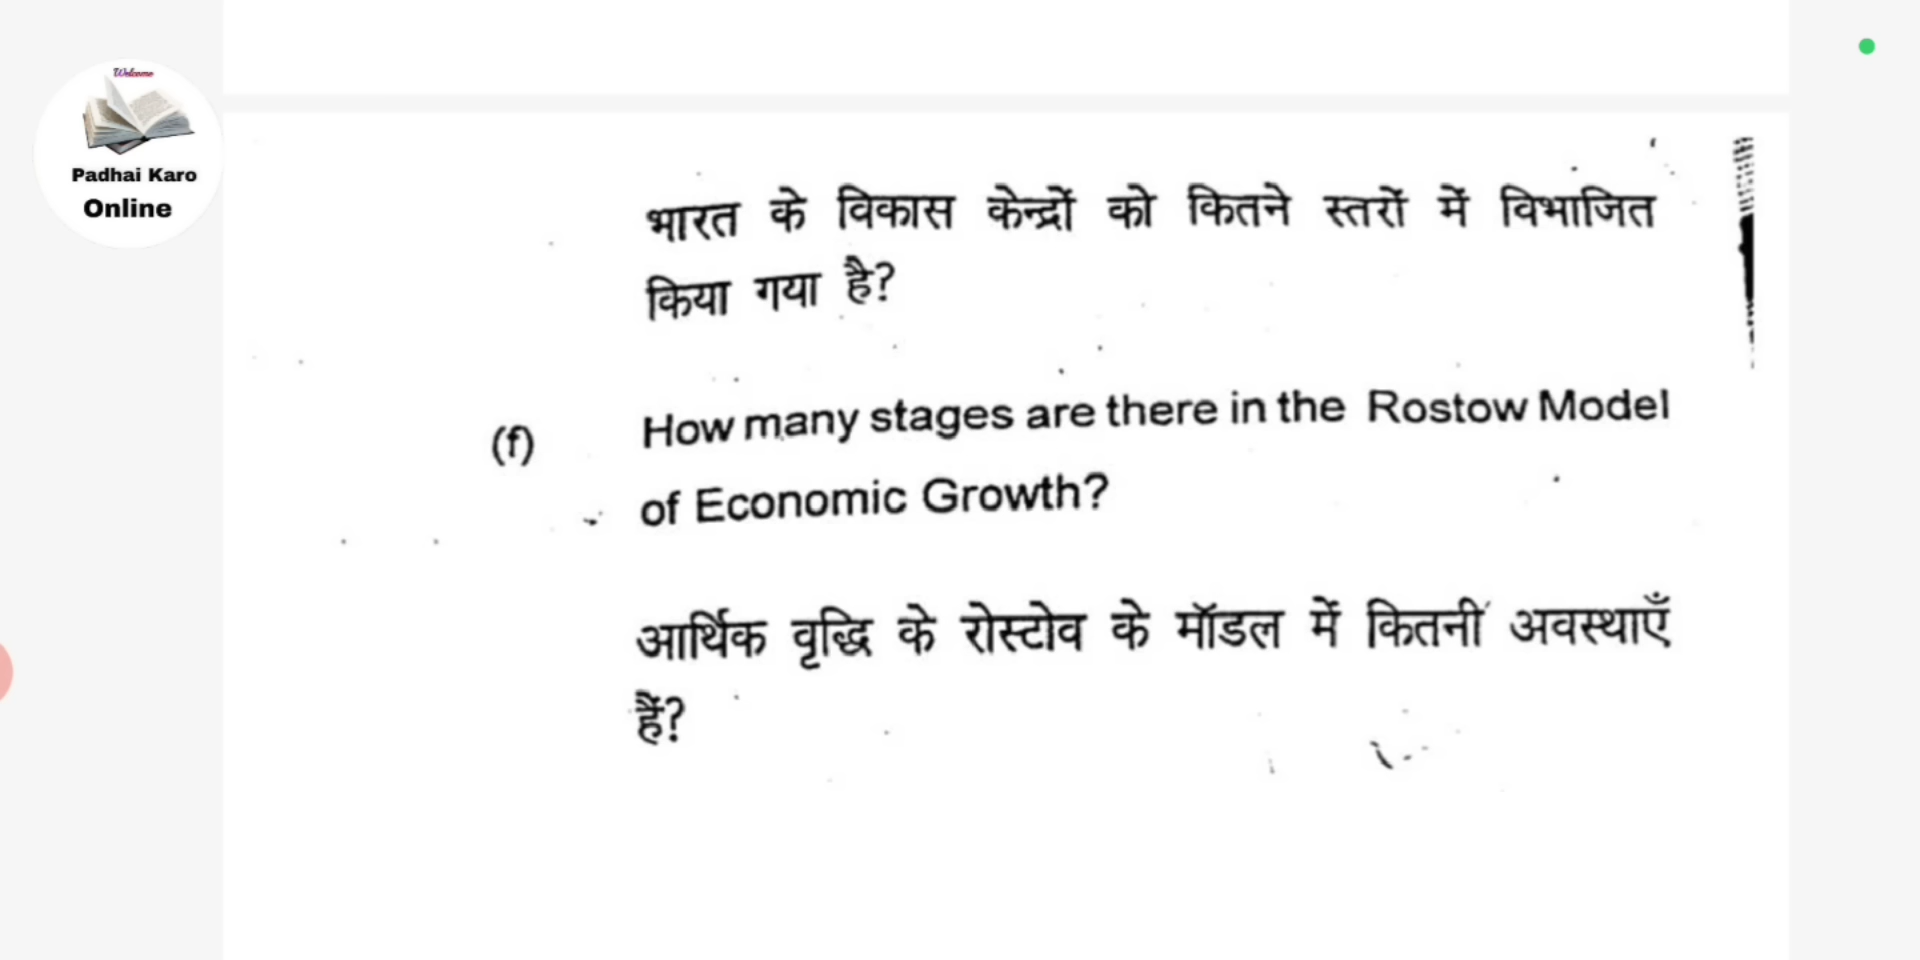 Welcome
Padhai Karo
Online
भारत के विकास केन्द्रों को कितने स्तरों में विभाजित
किया गया है?
(f) How many stages are there in the Rostow Model
of Economic Growth?
आर्थिक वृद्धि के रोस्टोव के मॉडल में कितनी अवस्थाएँ
हैं?